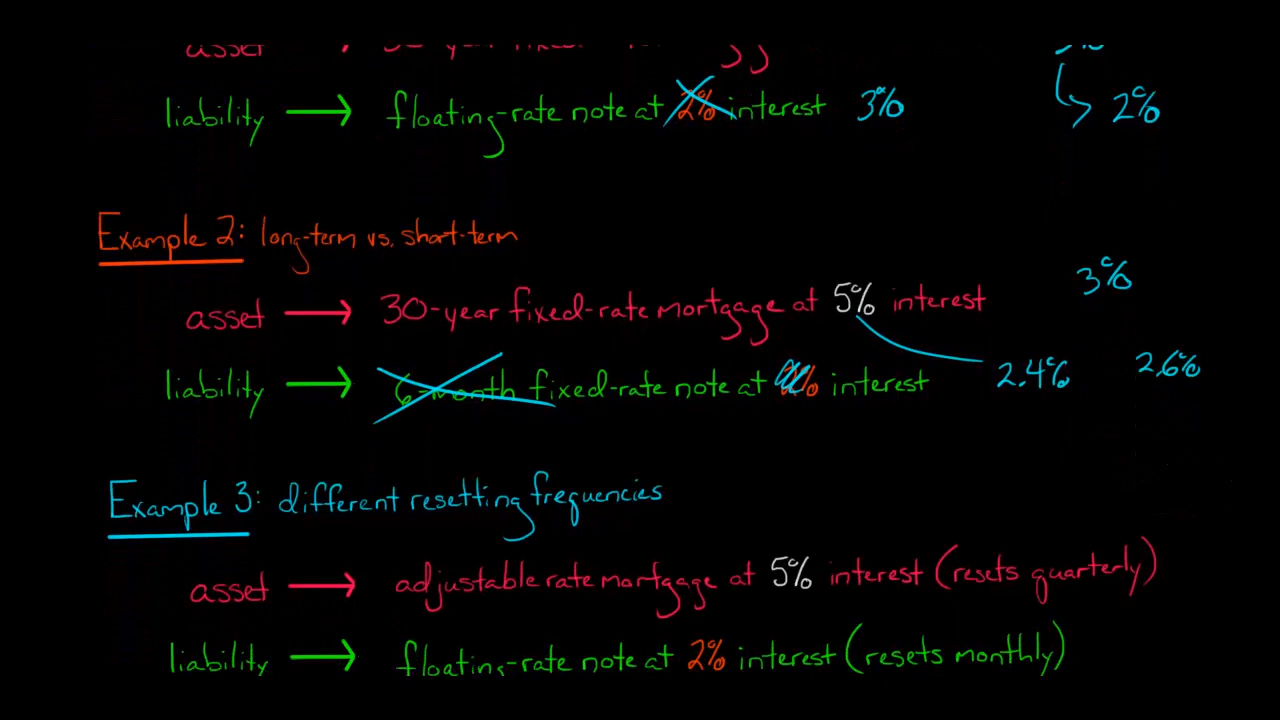 asset →
liability → floating-rate note at 2% interest 3% 2%
Example 2: long-term vs. short-term
3%
asset → 30-year fixed-rate mortgage at 5% interest
liability → 6-month fixed-rate note at interest 2.4% 2.6%
Example 3: different resetting frequencies
asset → adjustable rate mortgage at 5% interest (resets quarterly)
liability → floating-rate note at 2% interest (resets monthly)